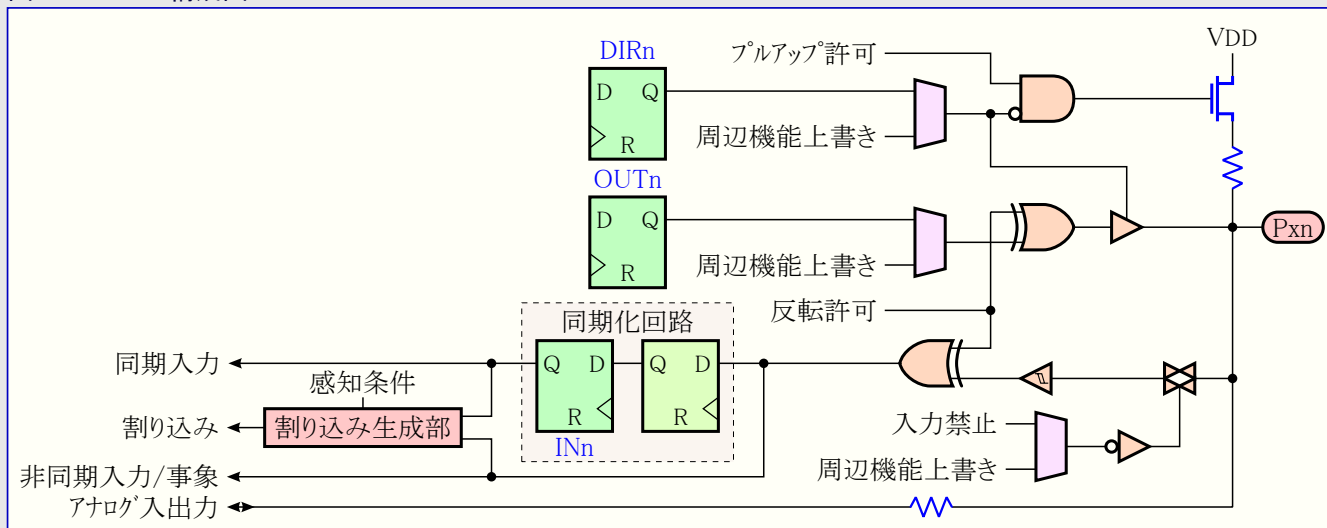 VDD
DIRn
プルアップ許可
D Q
R
周辺機能上書き
OUTn
D Q
R
周辺機能上書き
Pxn
反転許可
同期化回路
同期入力
感知条件
Q D
R
Q D
R
割り込み
割り込み生成部
INn
入力禁止
周辺機能上書き
非同期入力/事象
アナログ入出力